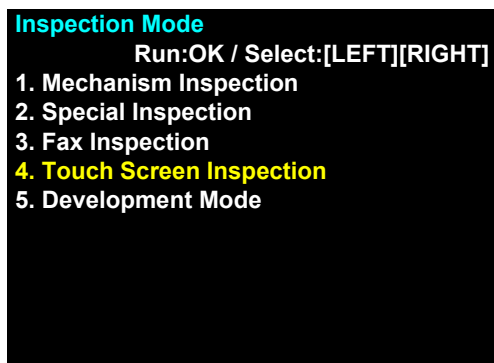 Inspection Mode
Run:OK / Select:[LEFT][RIGHT]
1. Mechanism Inspection
2. Special Inspection
3. Fax Inspection
4. Touch Screen Inspection
5. Development Mode